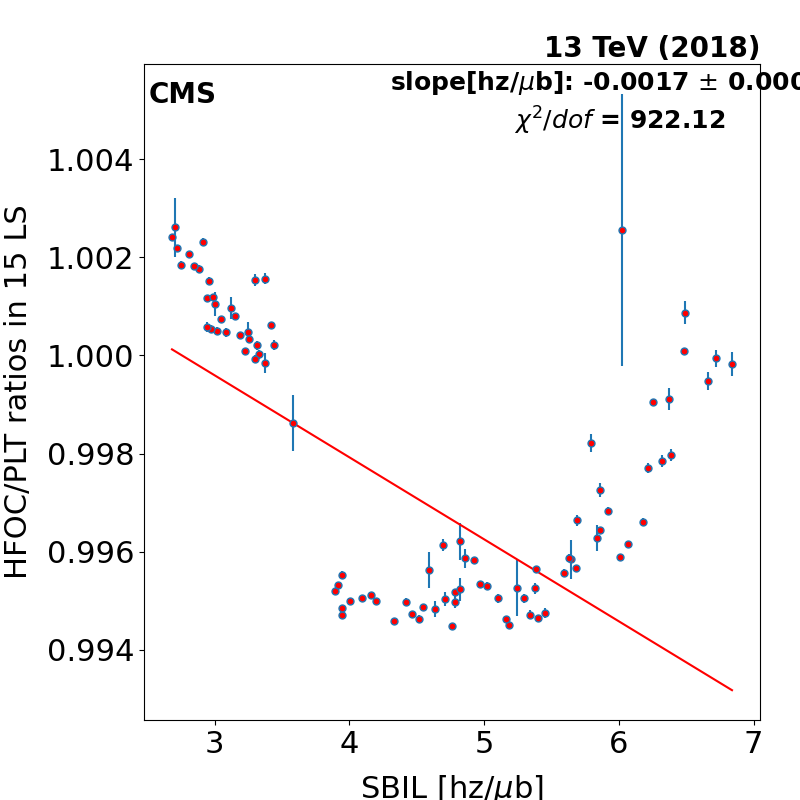 13 TeV (2018)
CMS
slope[hz/μb]: -0.0017 ± 0.000
χ²/dof = 922.12
1.004
1.002
1.000
0.998
0.996
0.994
HFOC/PLT ratios in 15 LS
3 4 5 6 7
SBIL [hz/μb]